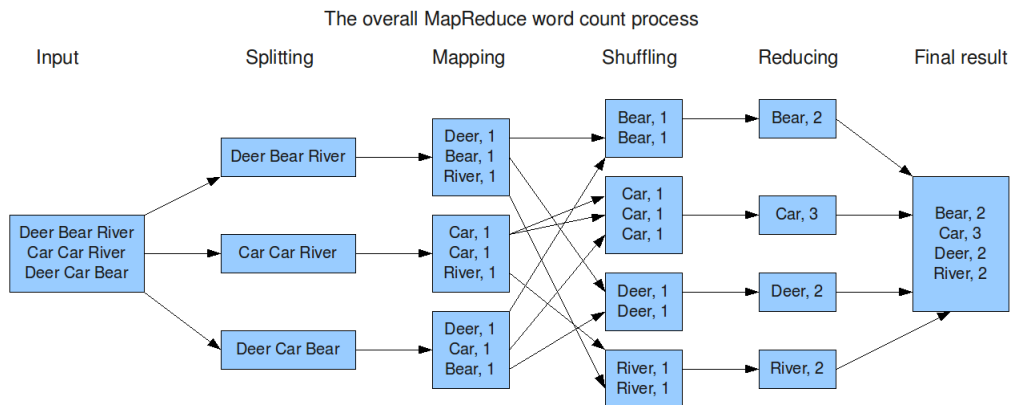 The overall MapReduce word count process
Input
Splitting
Mapping
Shuffling
Reducing
Final result
Deer Bear River
Car Car River
Deer Car Bear
Deer Bear River
Car Car River
Deer Car Bear
Deer, 1
Bear, 1
River, 1
Car, 1
Car, 1
River, 1
Deer, 1
Car, 1
Bear, 1
Bear, 1
Bear, 1
Car, 1
Car, 1
Car, 1
Deer, 1
Deer, 1
River, 1
River, 1
Bear, 2
Car, 3
Deer, 2
River, 2
Bear, 2
Car, 3
Deer, 2
River, 2